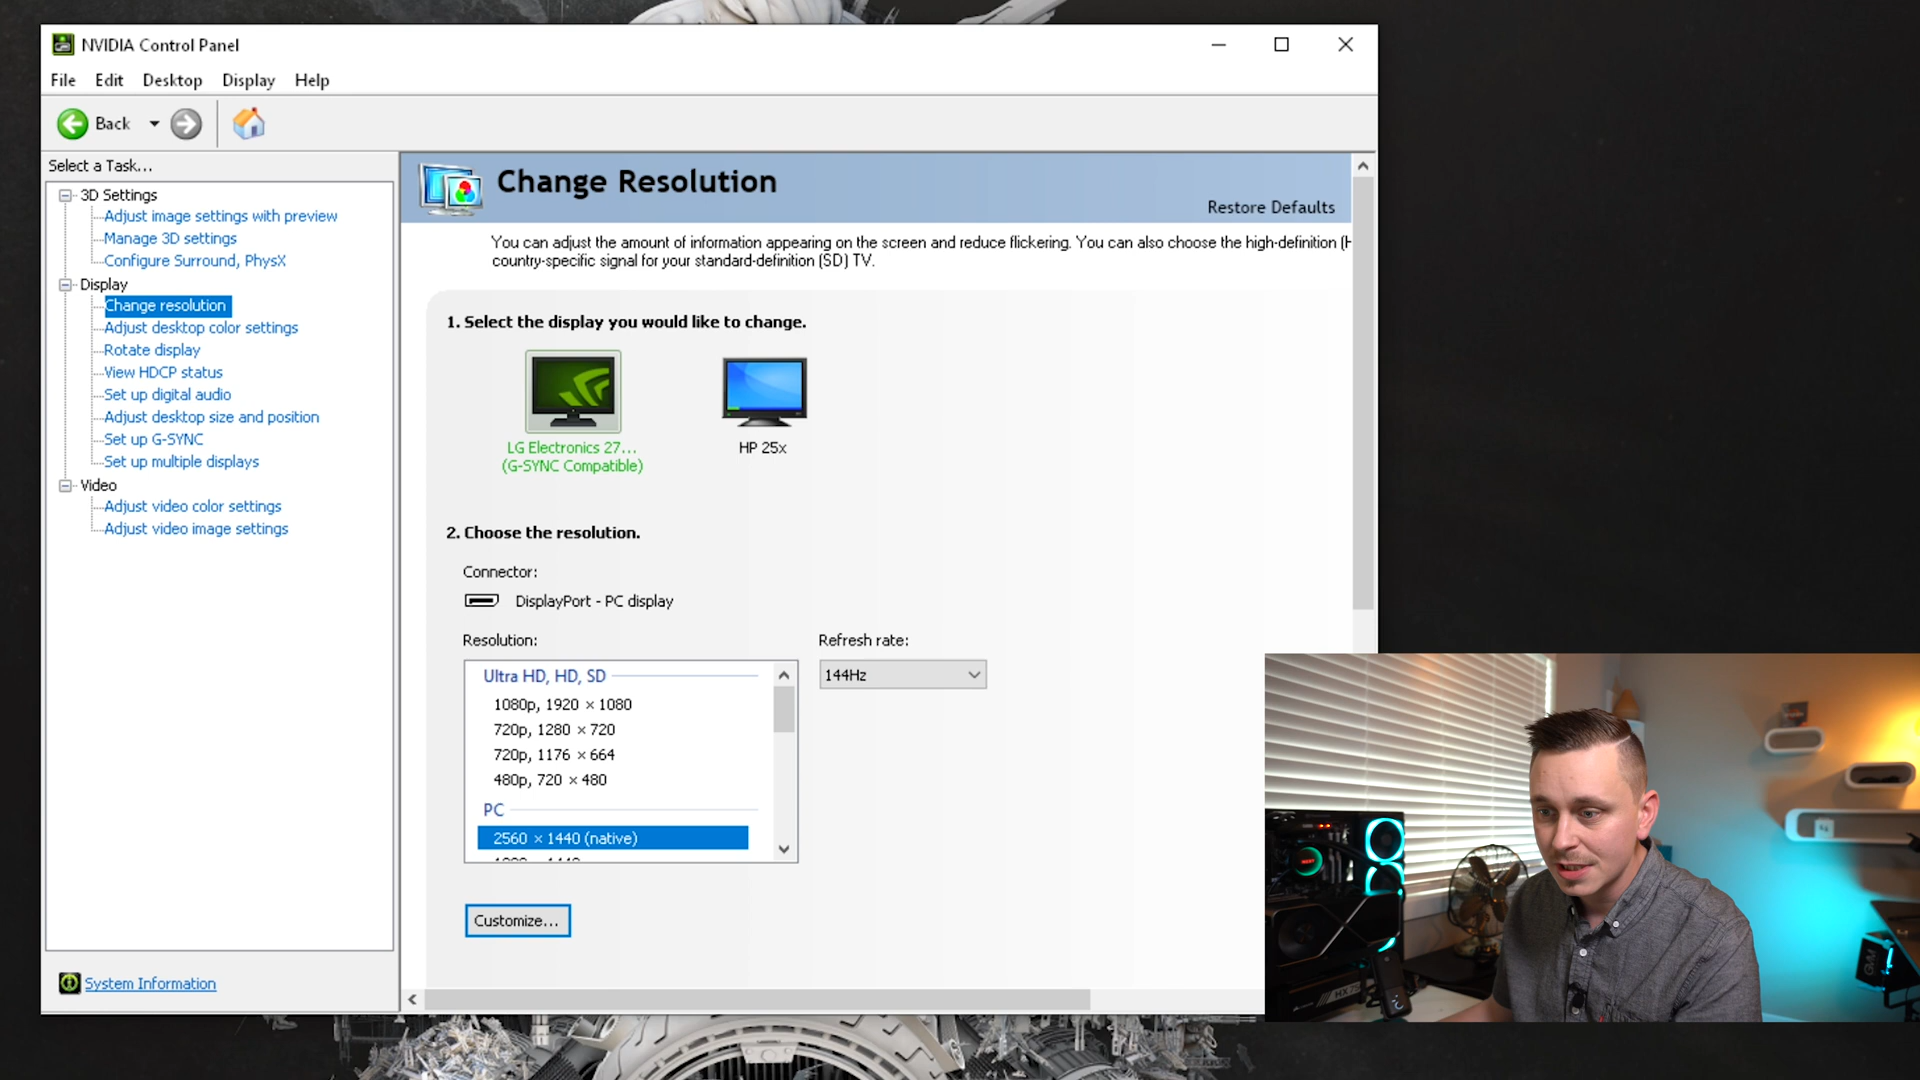 NVIDIA Control Panel
File Edit Desktop Display Help
Back
Select a Task...
3D Settings
Adjust image settings with preview
Manage 3D settings
Configure Surround, PhysX
Display
Change resolution
Adjust desktop color settings
Rotate display
View HDCP status
Set up digital audio
Adjust desktop size and position
Set up G-SYNC
Set up multiple displays
Video
Adjust video color settings
Adjust video image settings
System Information
Change Resolution
Restore Defaults
You can adjust the amount of information appearing on the screen and reduce flickering. You can also choose the high-definition (H
country-specific signal for your standard-definition (SD) TV.
1. Select the display you would like to change.
LG Electronics 27...
(G-SYNC Compatible)
HP 25x
2. Choose the resolution.
Connector:
DisplayPort - PC display
Resolution:
Refresh rate:
144Hz
Ultra HD, HD, SD
1080p, 1920 × 1080
720p, 1280 × 720
720p, 1176 × 664
480p, 720 × 480
PC
2560 × 1440 (native)
Customize...
GVM